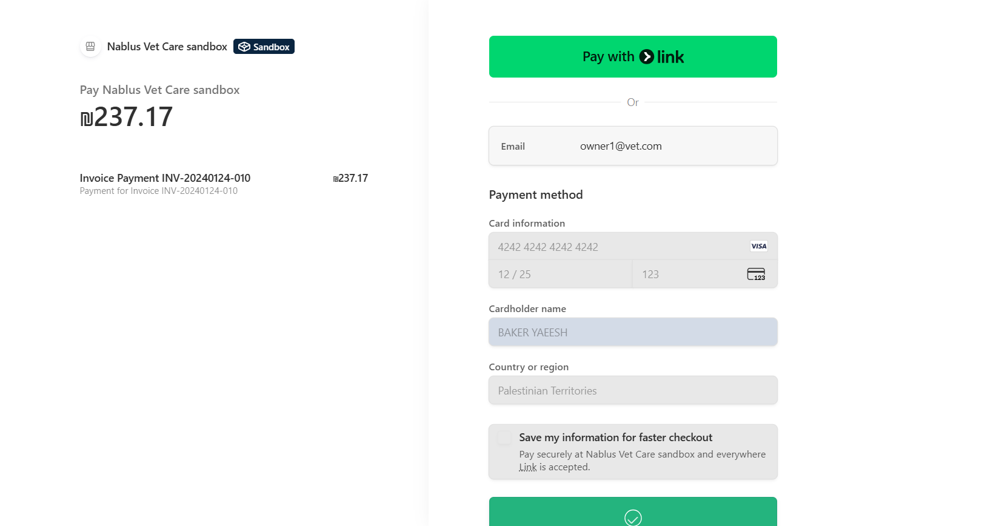 Nablus Vet Care sandbox Sandbox
Pay Nablus Vet Care sandbox
₪237.17
Invoice Payment INV-20240124-010 ₪237.17
Payment for Invoice INV-20240124-010
Pay with link
Or
Email owner1@vet.com
Payment method
Card information
4242 4242 4242 4242 VISA
12 / 25 123 123
Cardholder name
BAKER YAEESH
Country or region
Palestinian Territories
Save my information for faster checkout
Pay securely at Nablus Vet Care sandbox and everywhere
Link is accepted.